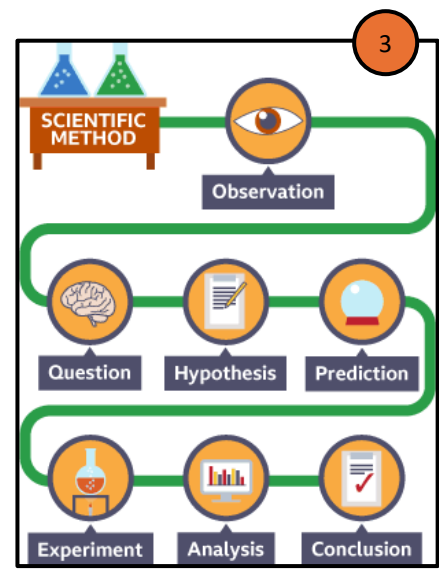 3
SCIENTIFIC
METHOD
Observation
Question
Hypothesis
Prediction
Experiment
Analysis
Conclusion